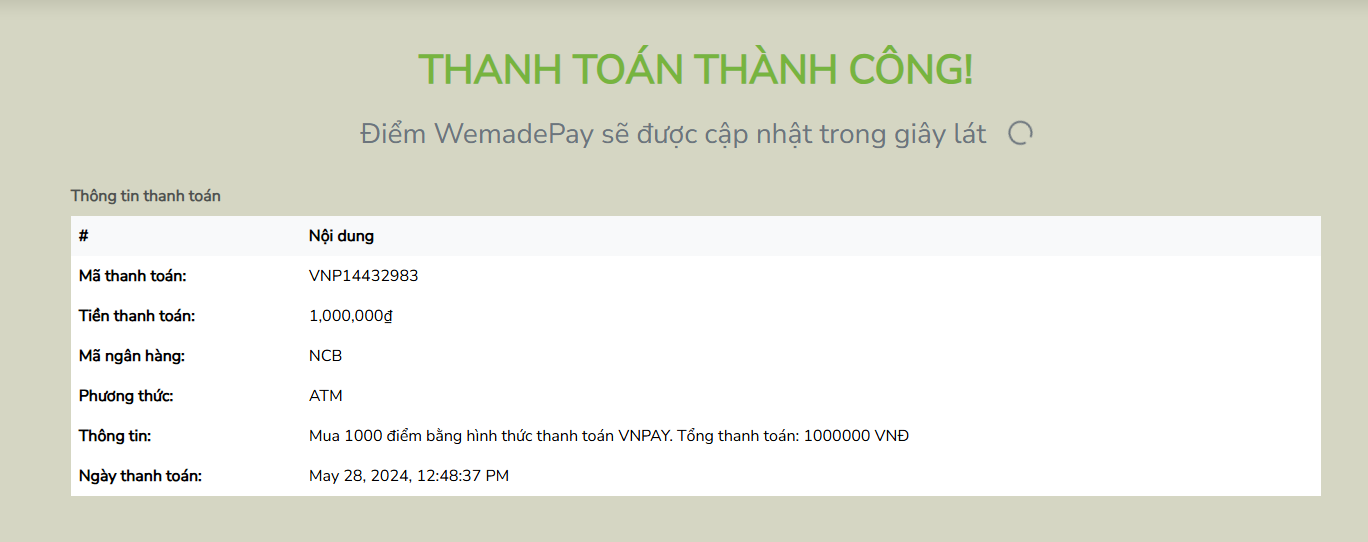 THANH TOÁN THÀNH CÔNG!
Điểm WemadePay sẽ được cập nhật trong giây lát
Thông tin thanh toán
# Nội dung
Mã thanh toán: VNP14432983
Tiền thanh toán: 1,000,000₫
Mã ngân hàng: NCB
Phương thức: ATM
Thông tin: Mua 1000 điểm bằng hình thức thanh toán VNPAY. Tổng thanh toán: 1000000 VNĐ
Ngày thanh toán: May 28, 2024, 12:48:37 PM